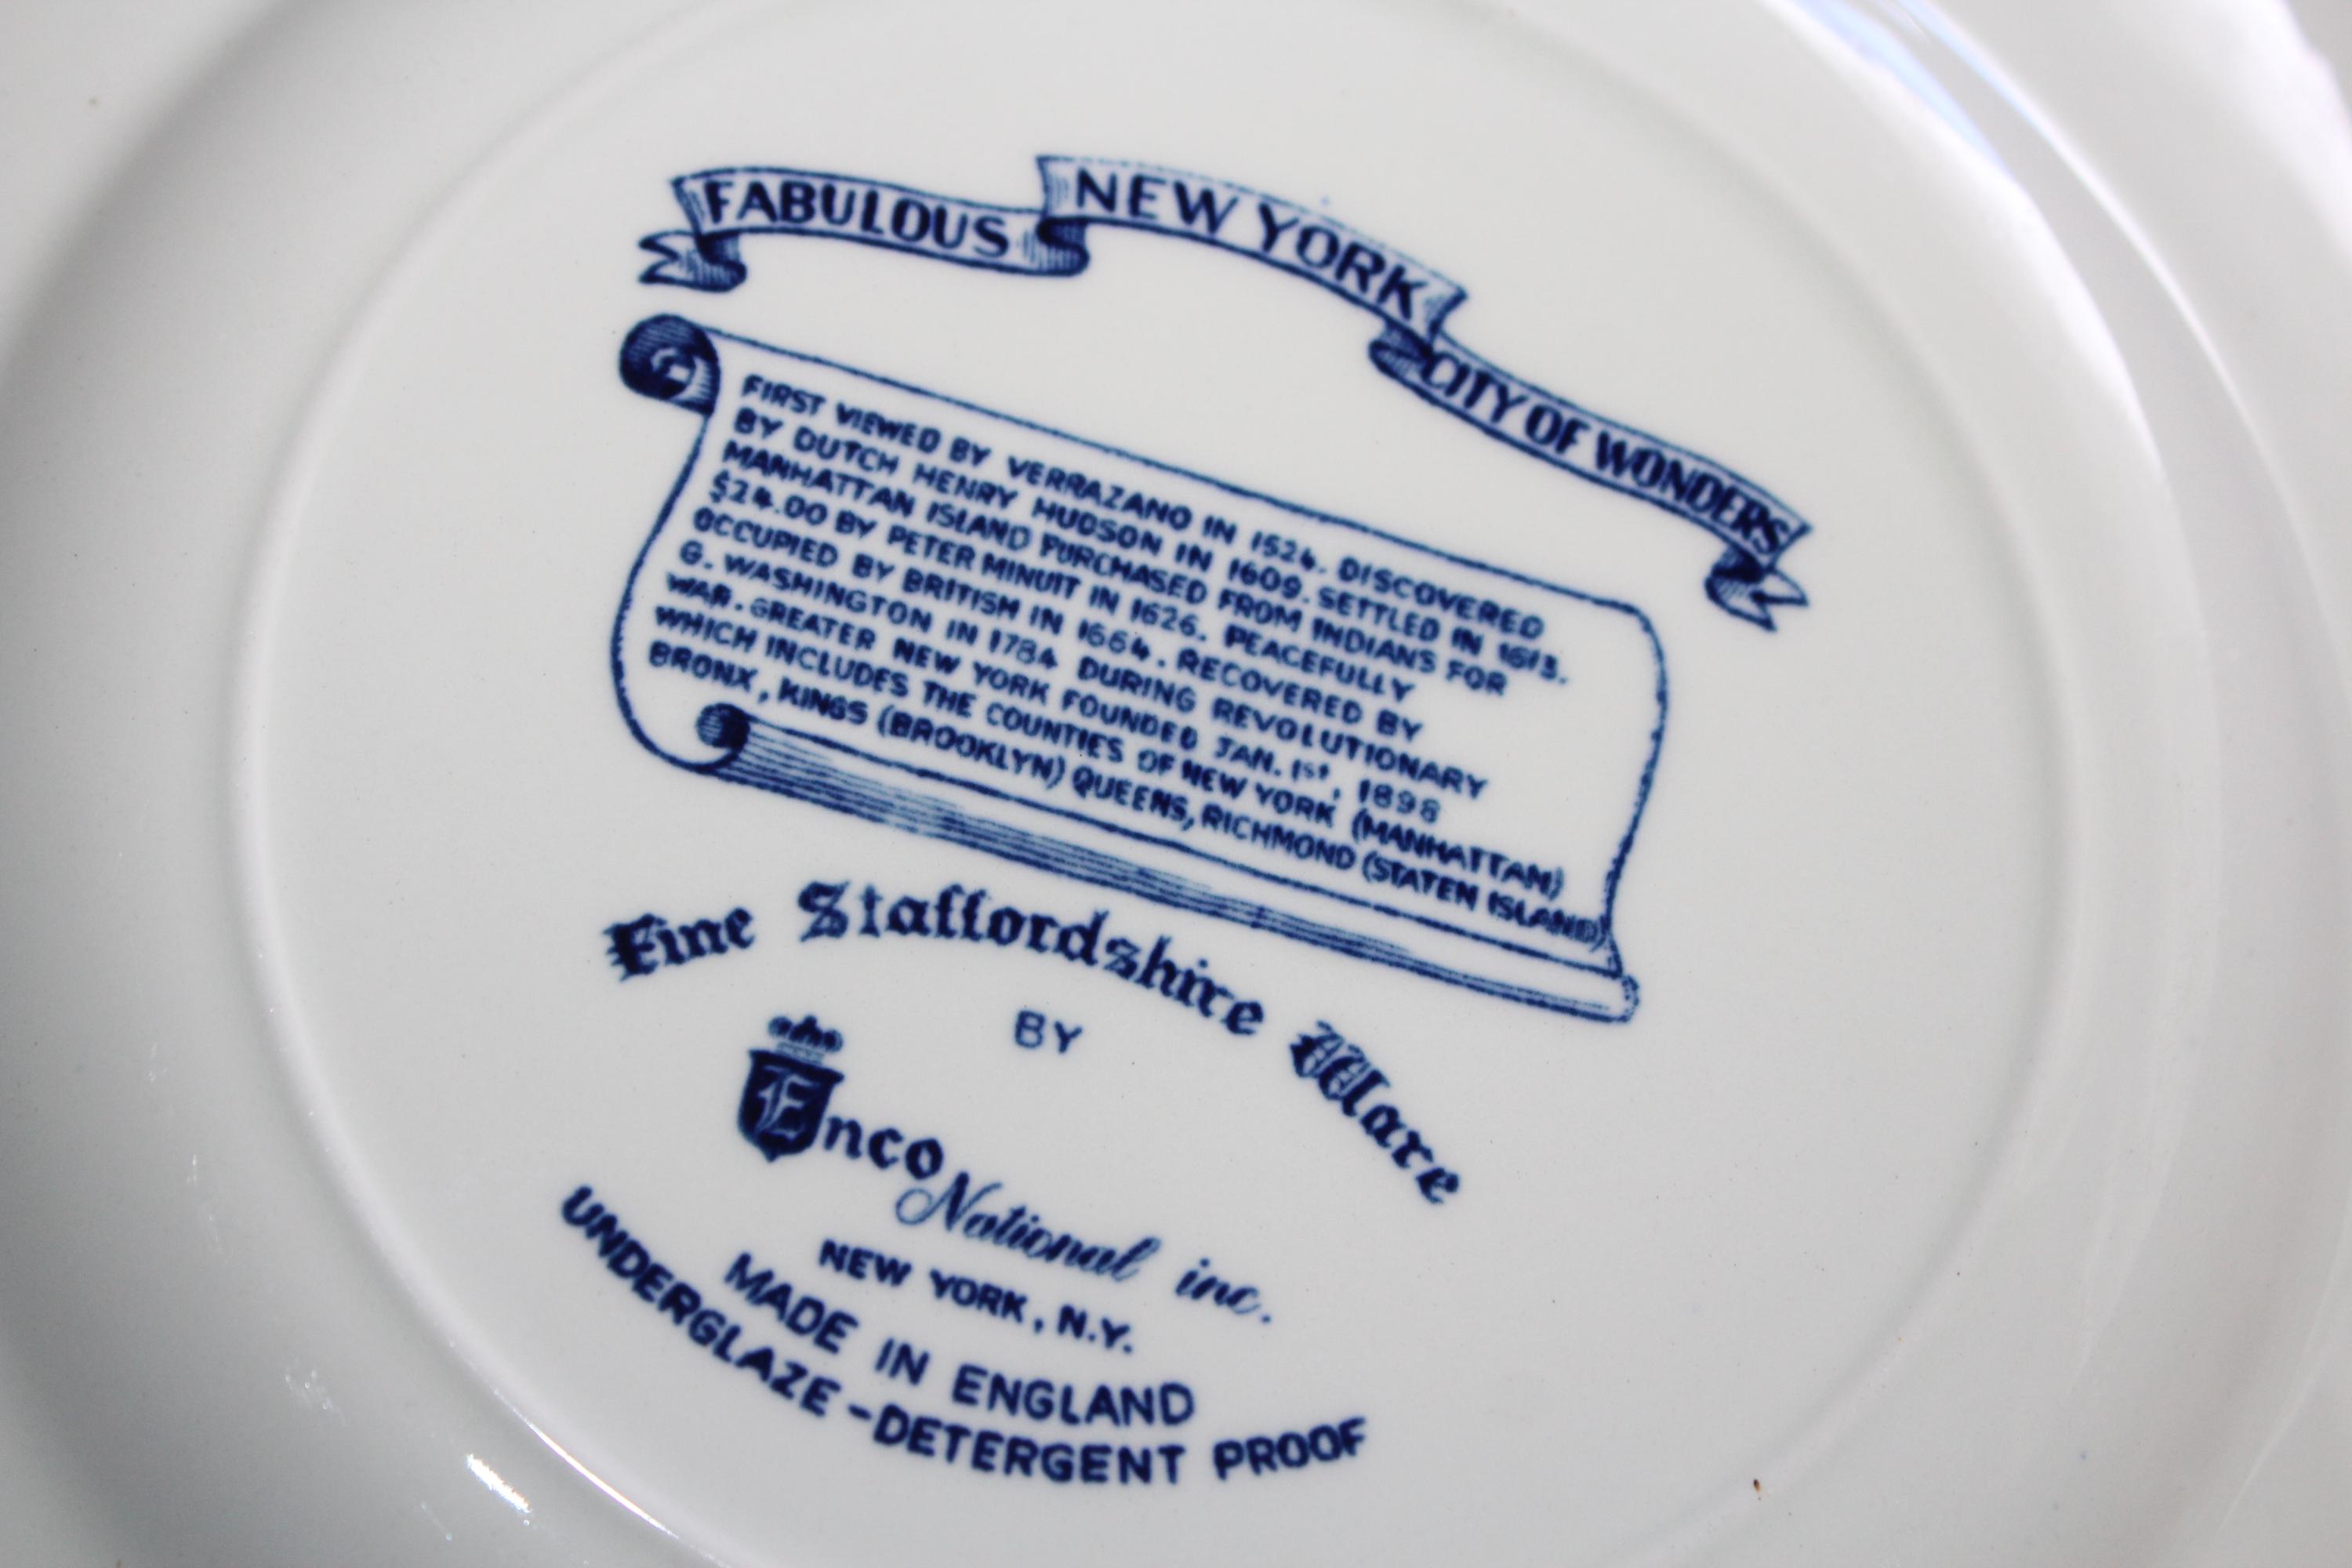 FABULOUS NEW YORK CITY OF WONDERS
FIRST VIEWED BY VERRAZANO IN 1524. DISCOVERED
BY DUTCH HENRY HUDSON IN 1609. SETTLED IN 1613.
MANHATTAN ISLAND PURCHASED FROM INDIANS FOR
$24.00 BY PETER MINUIT IN 1626. PEACEFULLY
OCCUPIED BY BRITISH IN 1664. RECOVERED BY
G. WASHINGTON IN 1784 DURING REVOLUTIONARY
WAR. GREATER NEW YORK FOUNDED JAN. 1st, 1898
WHICH INCLUDES THE COUNTIES OF NEW YORK (MANHATTAN)
BRONX, KINGS (BROOKLYN) QUEENS, RICHMOND (STATEN ISLAND)
Fine Staffordshire Ware
BY
Enco
National inc.
NEW YORK, N.Y.
MADE IN ENGLAND
UNDERGLAZE - DETERGENT PROOF